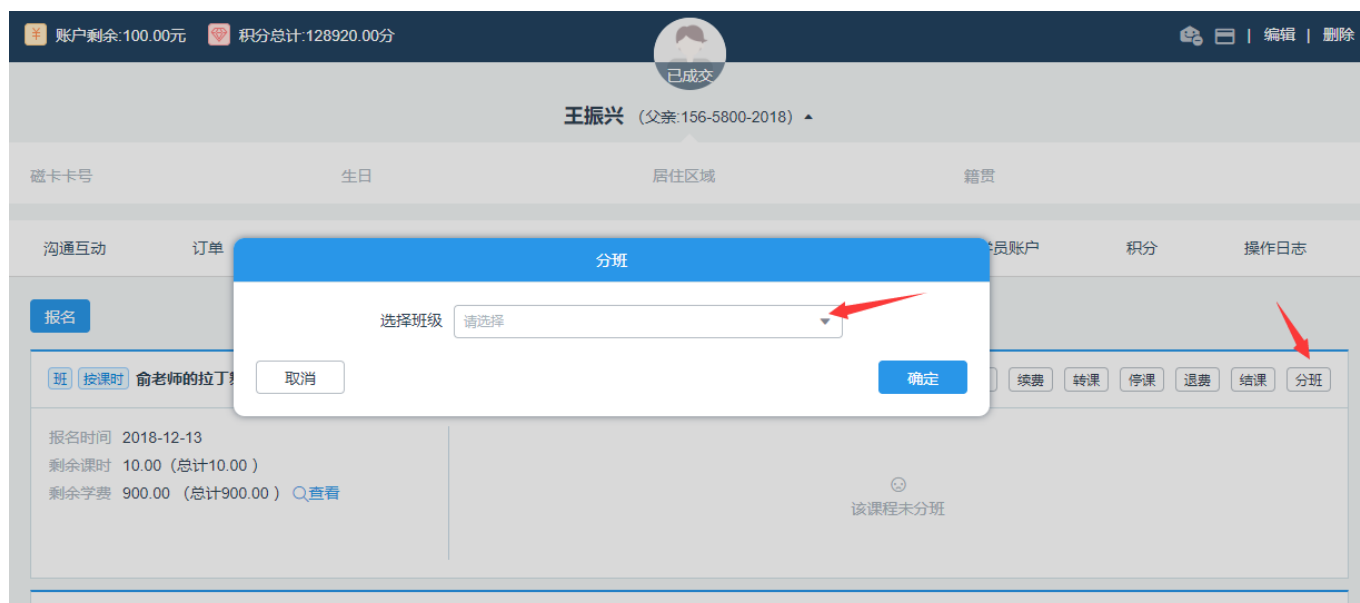 ¥ 账户剩余:100.00元 积分总计:128920.00分 | 编辑 | 删除
已成交
王振兴 (父亲:156-5800-2018)
磁卡卡号 生日 居住区域 籍贯
沟通互动 订单 员账户 积分 操作日志
分班
报名
选择班级 请选择
班 按课时 俞老师的拉丁 续费 转课 停课 退费 结课 分班
取消 确定
报名时间 2018-12-13
剩余课时 10.00 (总计10.00 )
剩余学费 900.00 (总计900.00 ) 查看
该课程未分班